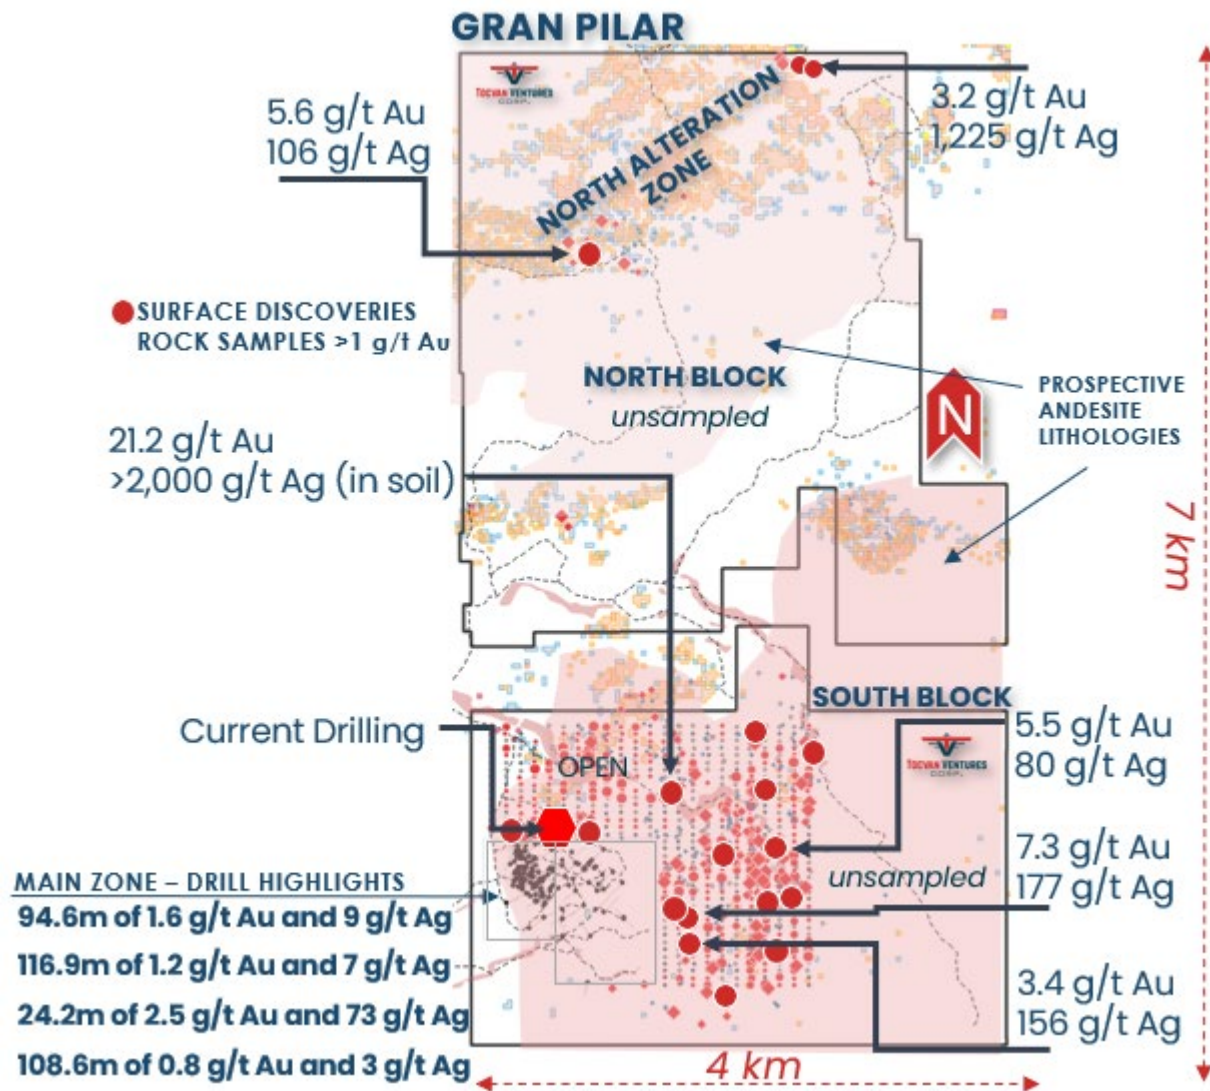 GRAN PILAR
TOCVAN VENTURES
CORP.
5.6 g/t Au
106 g/t Ag
3.2 g/t Au
1,225 g/t Ag
NORTH ALTERATION
ZONE
SURFACE DISCOVERIES
ROCK SAMPLES >1 g/t Au
NORTH BLOCK
unsampled
N
PROSPECTIVE
ANDESITE
LITHOLOGIES
21.2 g/t Au
>2,000 g/t Ag (in soil)
7 km
SOUTH BLOCK
TOCVAN VENTURES
CORP.
Current Drilling
OPEN
5.5 g/t Au
80 g/t Ag
7.3 g/t Au
177 g/t Ag
unsampled
MAIN ZONE – DRILL HIGHLIGHTS
94.6m of 1.6 g/t Au and 9 g/t Ag
116.9m of 1.2 g/t Au and 7 g/t Ag
24.2m of 2.5 g/t Au and 73 g/t Ag
108.6m of 0.8 g/t Au and 3 g/t Ag
3.4 g/t Au
156 g/t Ag
4 km